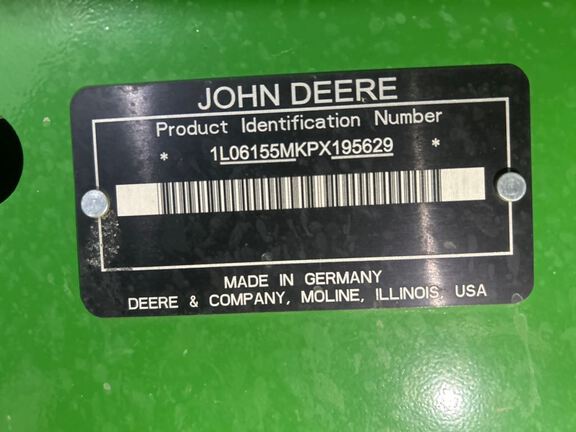 JOHN DEERE
Product Identification Number
* 1L06155MKPX195629 *
MADE IN GERMANY
DEERE & COMPANY, MOLINE, ILLINOIS, USA